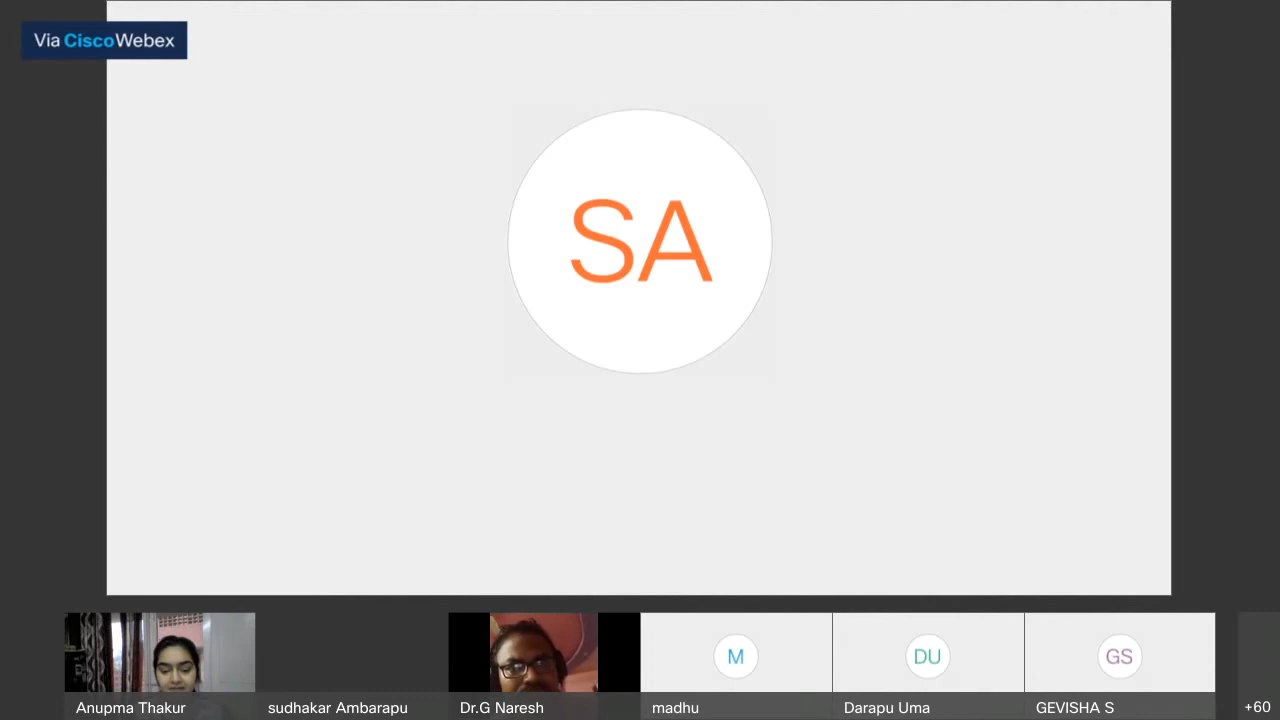 Via CiscoWebex
SA
M
DU
GS
Anupma Thakur
sudhakar Ambarapu
Dr.G Naresh
madhu
Darapu Uma
GEVISHA S
+60